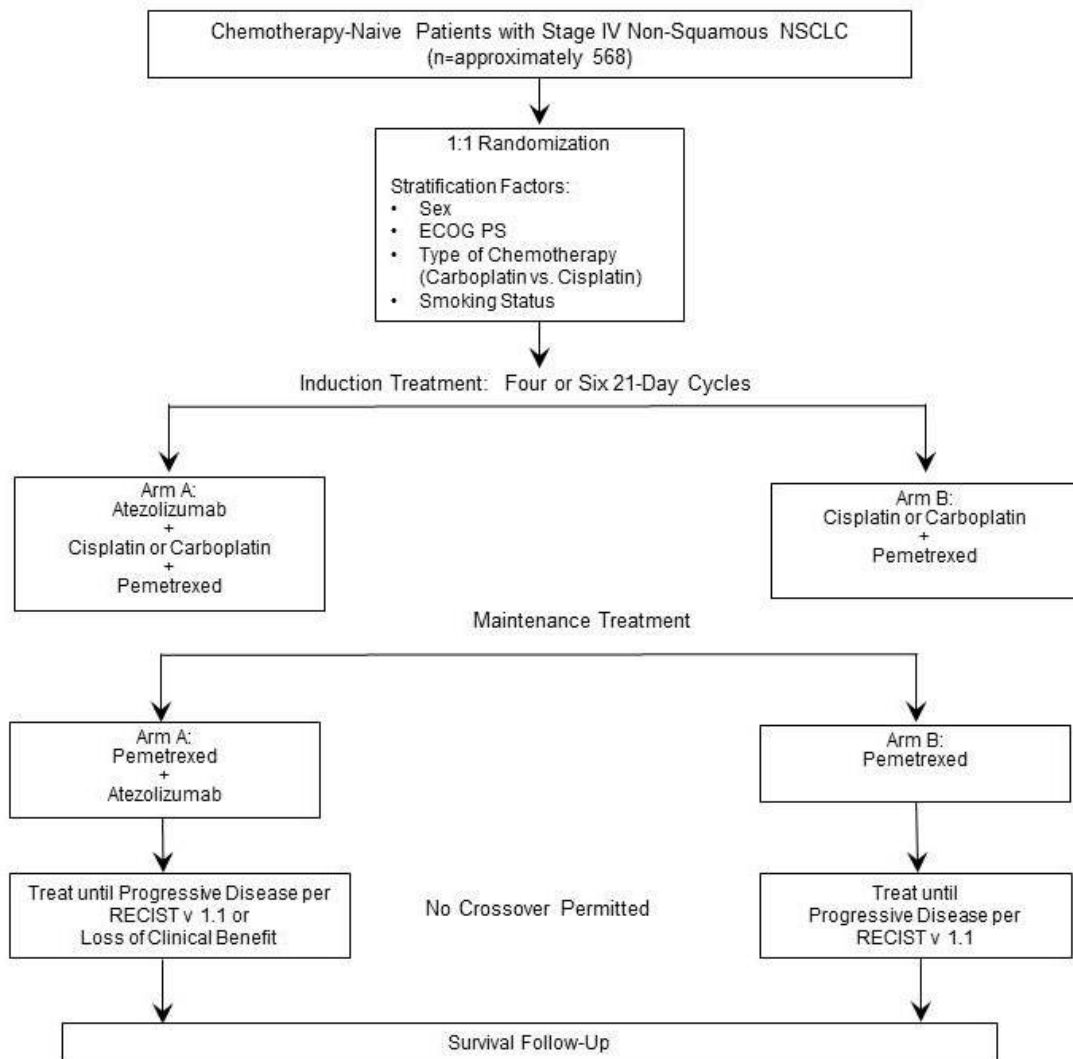 Chemotherapy-Naive Patients with Stage IV Non-Squamous NSCLC
(n=approximately 568)
1:1 Randomization
Stratification Factors:
• Sex
• ECOG PS
• Type of Chemotherapy
(Carboplatin vs. Cisplatin)
• Smoking Status
Induction Treatment: Four or Six 21-Day Cycles
Arm A:
Atezolizumab
+
Cisplatin or Carboplatin
+
Pemetrexed
Arm B:
Cisplatin or Carboplatin
+
Pemetrexed
Maintenance Treatment
Arm A:
Pemetrexed
+
Atezolizumab
Arm B:
Pemetrexed
Treat until Progressive Disease per
RECIST v 1.1 or
Loss of Clinical Benefit
No Crossover Permitted
Treat until
Progressive Disease per
RECIST v 1.1
Survival Follow-Up